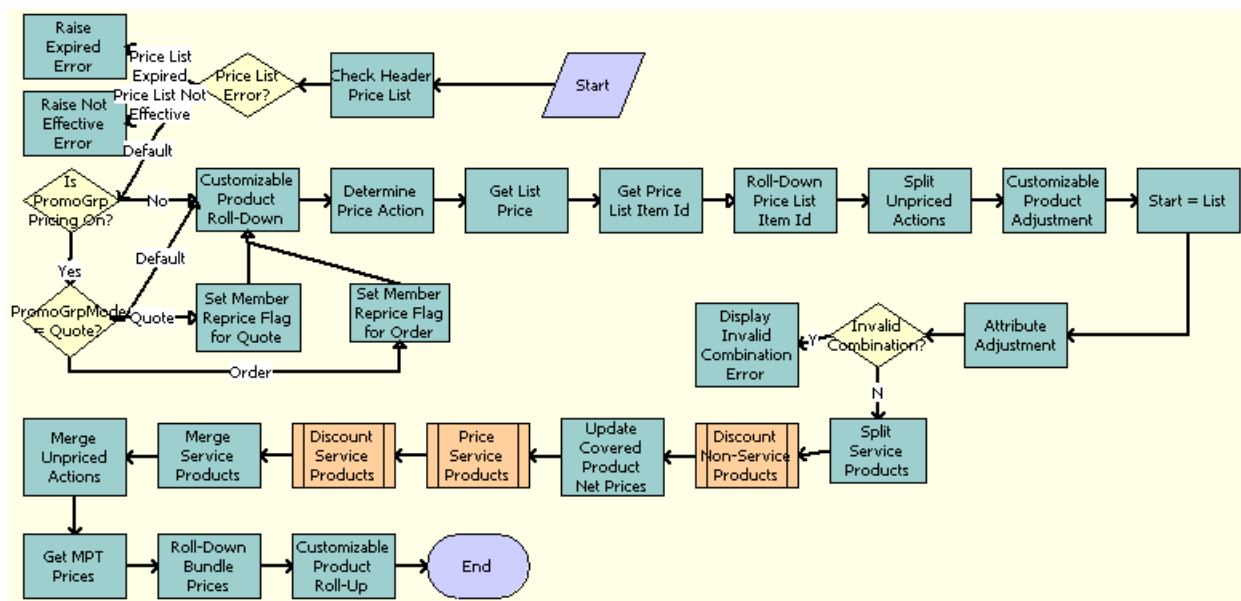 Raise
Expired
Error
Price List
Expired
Price List
Error?
Check Header
Price List
Start
Raise Not
Effective
Error
Price List Not
Effective
Default
Is
PromoGrp
Pricing On?
No
Customizable
Product
Roll-Down
Determine
Price Action
Get List
Price
Get Price
List Item Id
Roll-Down
Price List
Item Id
Split
Unpriced
Actions
Customizable
Product
Adjustment
Start = List
Yes
Default
PromoGrpMode
= Quote?
Quote
Set Member
Reprice Flag
for Quote
Set Member
Reprice Flag
for Order
Order
Display
Invalid
Combination
Error
Y
Invalid
Combination?
Attribute
Adjustment
N
Merge
Unpriced
Actions
Merge
Service
Products
Discount
Service
Products
Price
Service
Products
Update
Covered
Product
Net Prices
Discount
Non-Service
Products
Split
Service
Products
Get MPT
Prices
Roll-Down
Bundle
Prices
Customizable
Product
Roll-Up
End